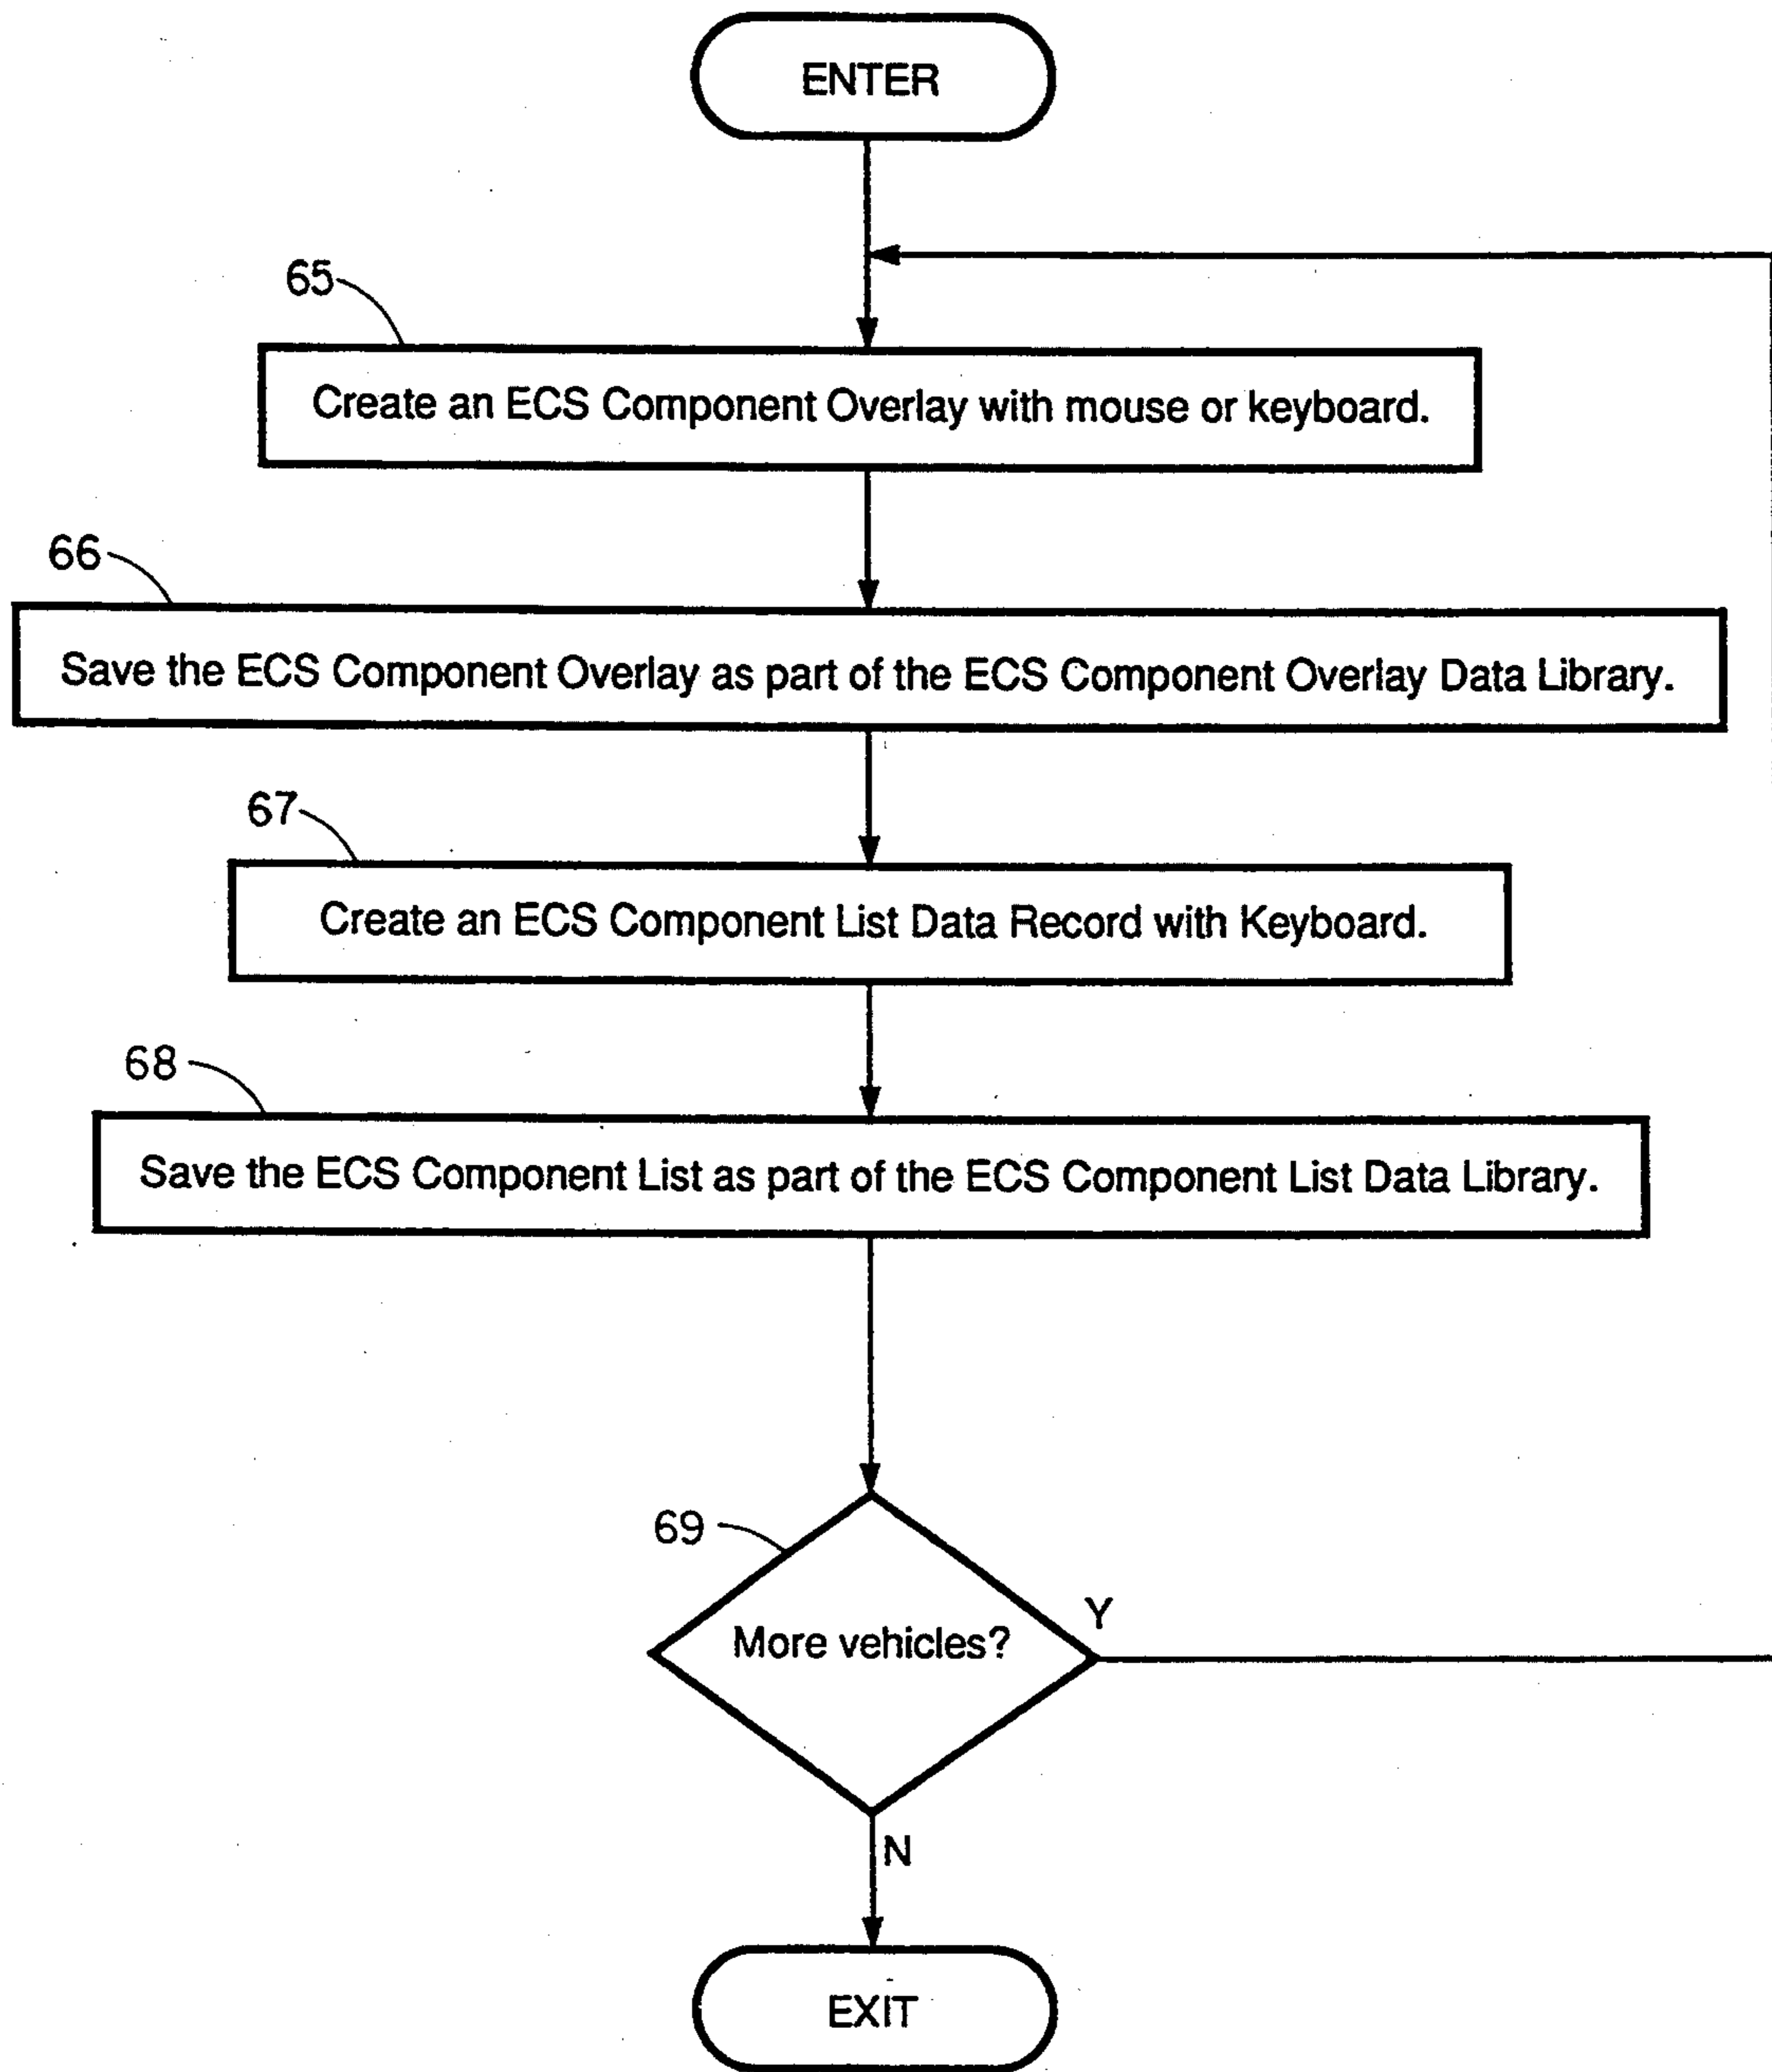 ENTER
65
Create an ECS Component Overlay with mouse or keyboard.
66
Save the ECS Component Overlay as part of the ECS Component Overlay Data Library.
67
Create an ECS Component List Data Record with Keyboard.
68
Save the ECS Component List as part of the ECS Component List Data Library.
69
More vehicles?
Y
N
EXIT